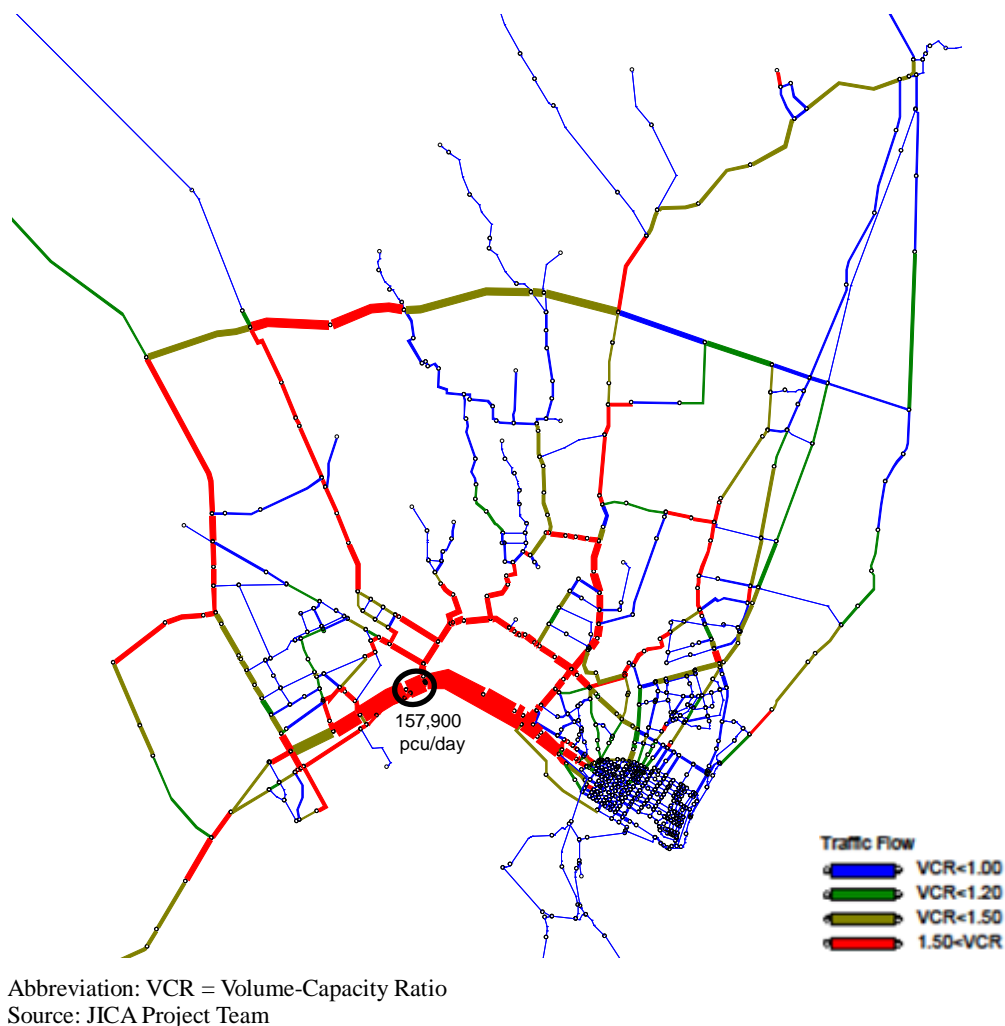 157,900
pcu/day
Traffic Flow
VCR<1.00
VCR<1.20
VCR<1.50
1.50<VCR
Abbreviation: VCR = Volume-Capacity Ratio
Source: JICA Project Team